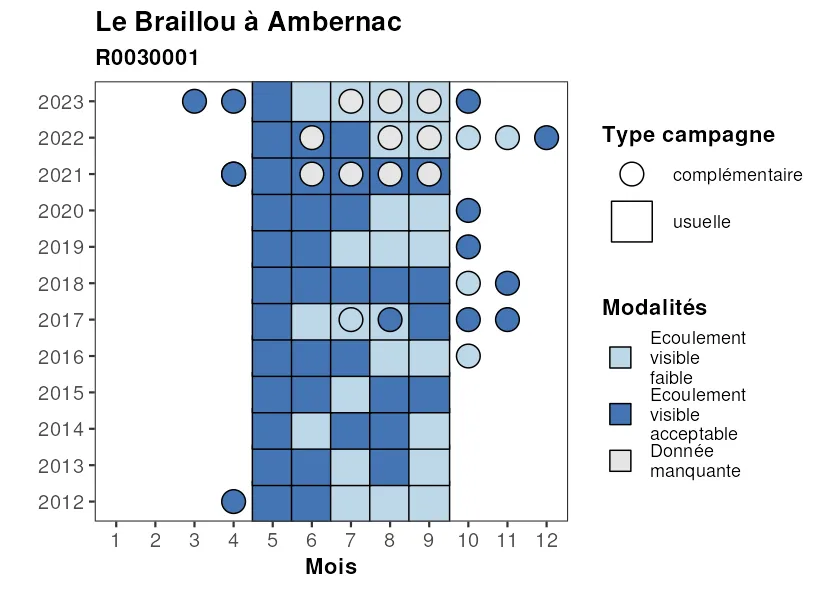 Le Braillou à Ambernac
R0030001
2023
2022
2021
2020
2019
2018
2017
2016
2015
2014
2013
2012
1 2 3 4 5 6 7 8 9 10 11 12
Mois
Type campagne
complémentaire
usuelle
Modalités
Ecoulement
visible
faible
Ecoulement
visible
acceptable
Donnée
manquante